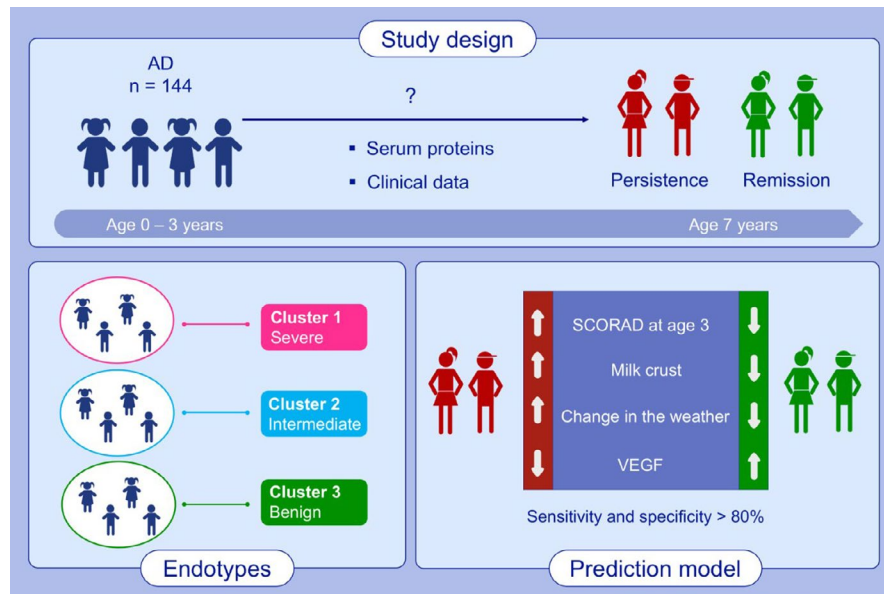 Study design
AD
n = 144
?
▪ Serum proteins
▪ Clinical data
Persistence
Remission
Age 0 – 3 years
Age 7 years
Cluster 1
Severe
Cluster 2
Intermediate
Cluster 3
Benign
Endotypes
SCORAD at age 3
Milk crust
Change in the weather
VEGF
Sensitivity and specificity > 80%
Prediction model